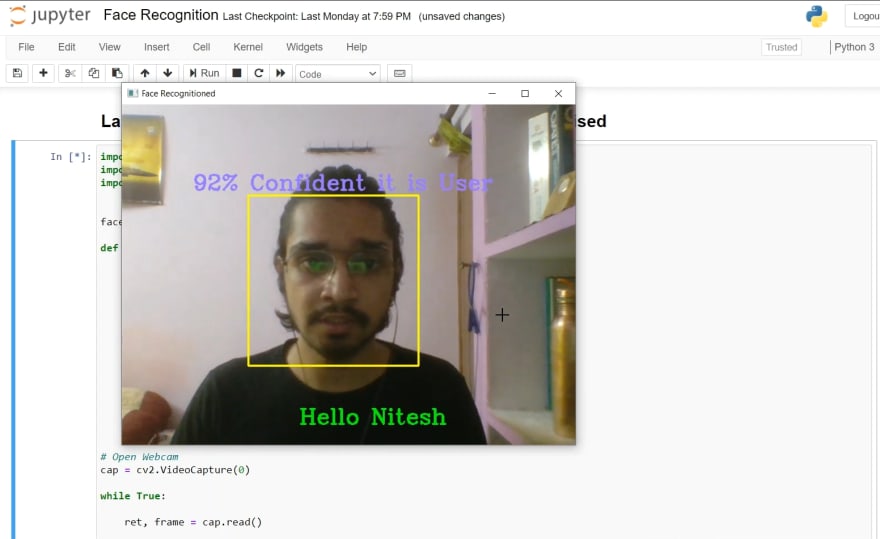 jupyter Face Recognition Last Checkpoint: Last Monday at 7:59 PM (unsaved changes)
Logou
File Edit View Insert Cell Kernel Widgets Help
Trusted
Python 3
Run
Code
Face Recognitioned
La
sed
In [*]:
impo
impo
impo
face
def
92% Confident it is User
Hello Nitesh
# Open Webcam
cap = cv2.VideoCapture(0)
while True:
ret, frame = cap.read()